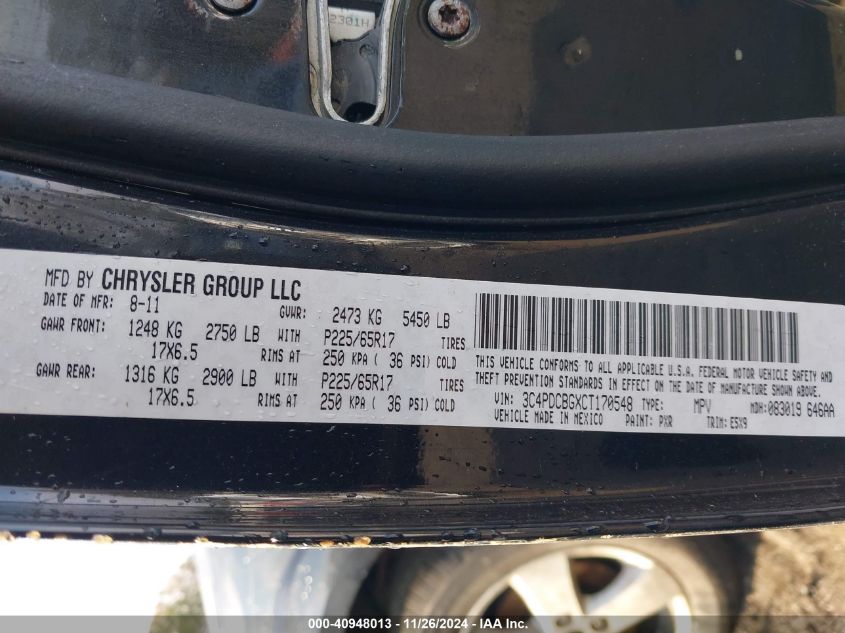 2301H
MFD BY CHRYSLER GROUP LLC
DATE OF MFR: 8-11 GVWR: 2473 KG 5450 LB
GAWR FRONT: 1248 KG 2750 LB WITH P225/65R17 TIRES
17X6.5 RIMS AT 250 KPA ( 36 PSI) COLD
GAWR REAR: 1316 KG 2900 LB WITH P225/65R17 TIRES
17X6.5 RIMS AT 250 KPA ( 36 PSI) COLD
THIS VEHICLE CONFORMS TO ALL APPLICABLE U.S.A. FEDERAL MOTOR VEHICLE SAFETY AND
THEFT PREVENTION STANDARDS IN EFFECT ON THE DATE OF MANUFACTURE SHOWN ABOVE.
VIN: 3C4PDCBGXCT170548 TYPE: MPV MDH:083019 646AA
VEHICLE MADE IN MEXICO PAINT: PXR TRIM: E5X9
000-40948013 - 11/26/2024 - IAA Inc.